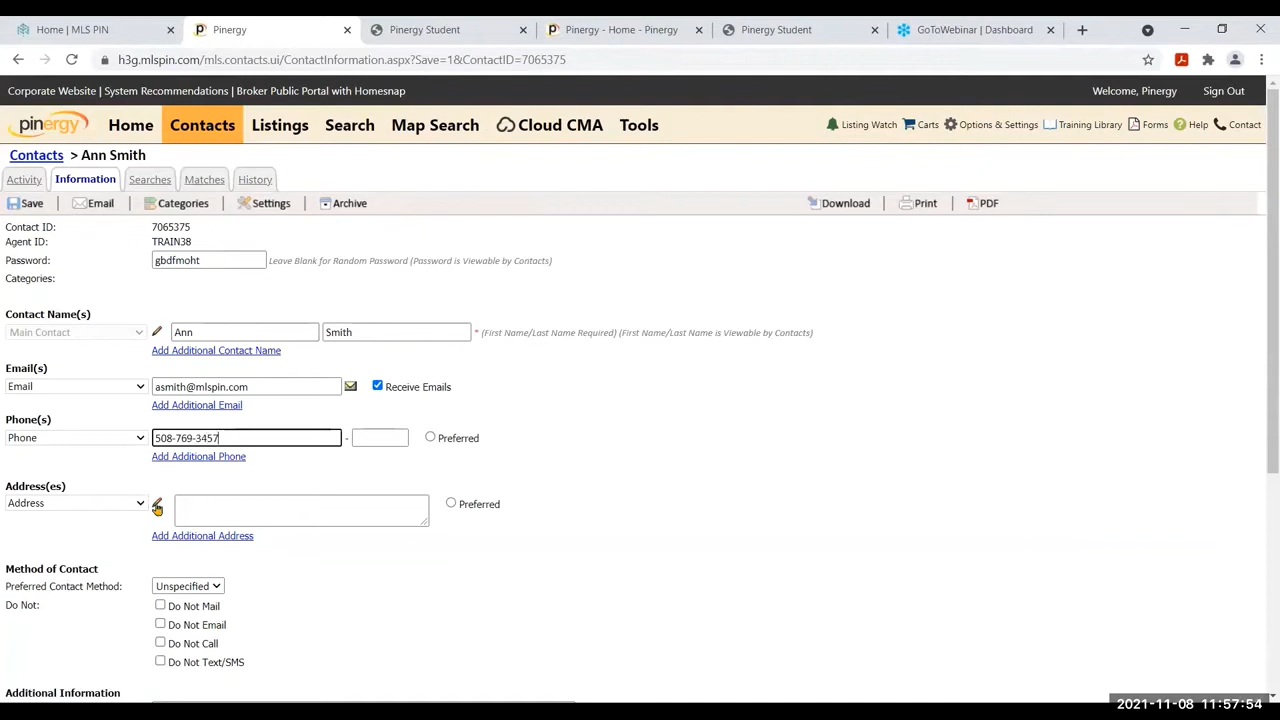 Home | MLS PIN
Pinergy
Pinergy Student
Pinergy - Home - Pinergy
Pinergy Student
GoToWebinar | Dashboard
h3g.mlspin.com/mls.contacts.ui/ContactInformation.aspx?Save=1&ContactID=7065375
Corporate Website | System Recommendations | Broker Public Portal with Homesnap
Welcome, Pinergy
Sign Out
pinergy
Home
Contacts
Listings
Search
Map Search
Cloud CMA
Tools
Listing Watch
Carts
Options & Settings
Training Library
Forms
Help
Contact
Contacts > Ann Smith
Activity
Information
Searches
Matches
History
Save
Email
Categories
Settings
Archive
Download
Print
PDF
Contact ID: 7065375
Agent ID: TRAIN38
Password: gbdfmoht Leave Blank for Random Password (Password is Viewable by Contacts)
Categories:
Contact Name(s)
Main Contact Ann Smith * (First Name/Last Name Required) (First Name/Last Name is Viewable by Contacts)
Add Additional Contact Name
Email(s)
Email asmith@mlspin.com Receive Emails
Add Additional Email
Phone(s)
Phone 508-769-3457 - Preferred
Add Additional Phone
Address(es)
Address Preferred
Add Additional Address
Method of Contact
Preferred Contact Method: Unspecified
Do Not: Do Not Mail
Do Not Email
Do Not Call
Do Not Text/SMS
Additional Information
2021-11-08 11:57:54